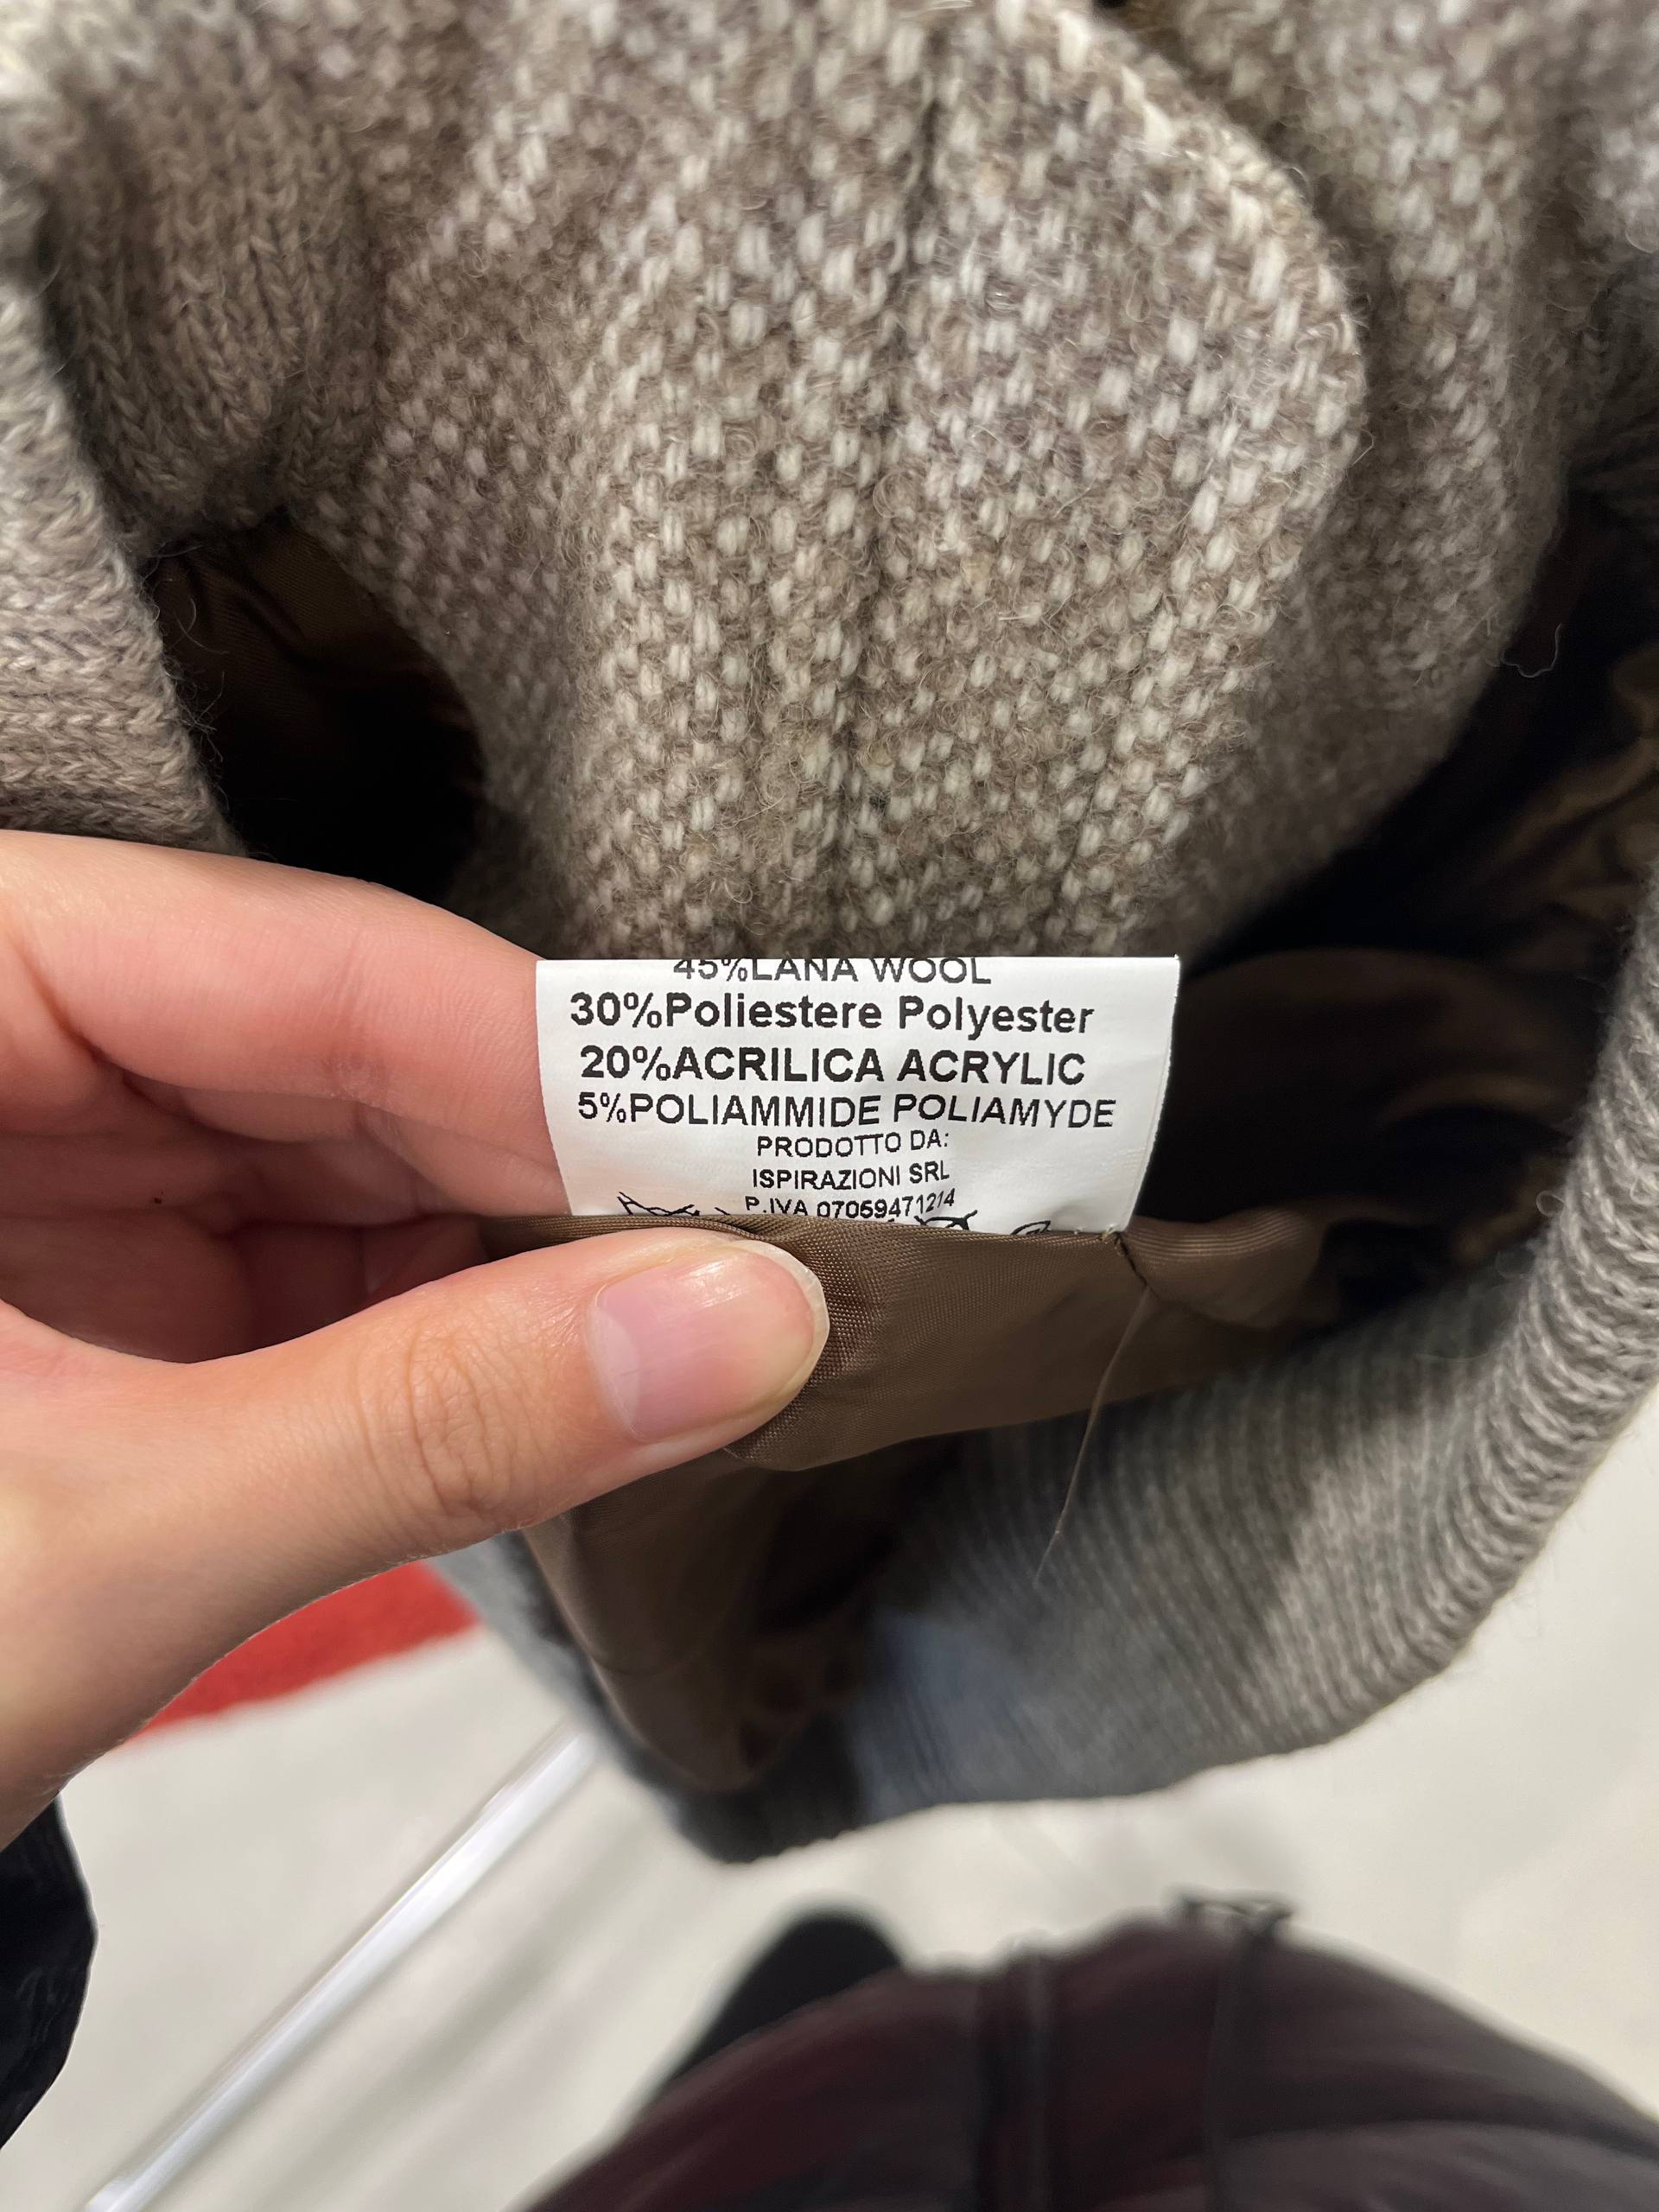 45%LANA WOOL
30%Poliestere Polyester
20%ACRILICA ACRYLIC
5%POLIAMMIDE POLIAMYDE
PRODOTTO DA:
ISPIRAZIONI SRL
P.IVA 07059471214